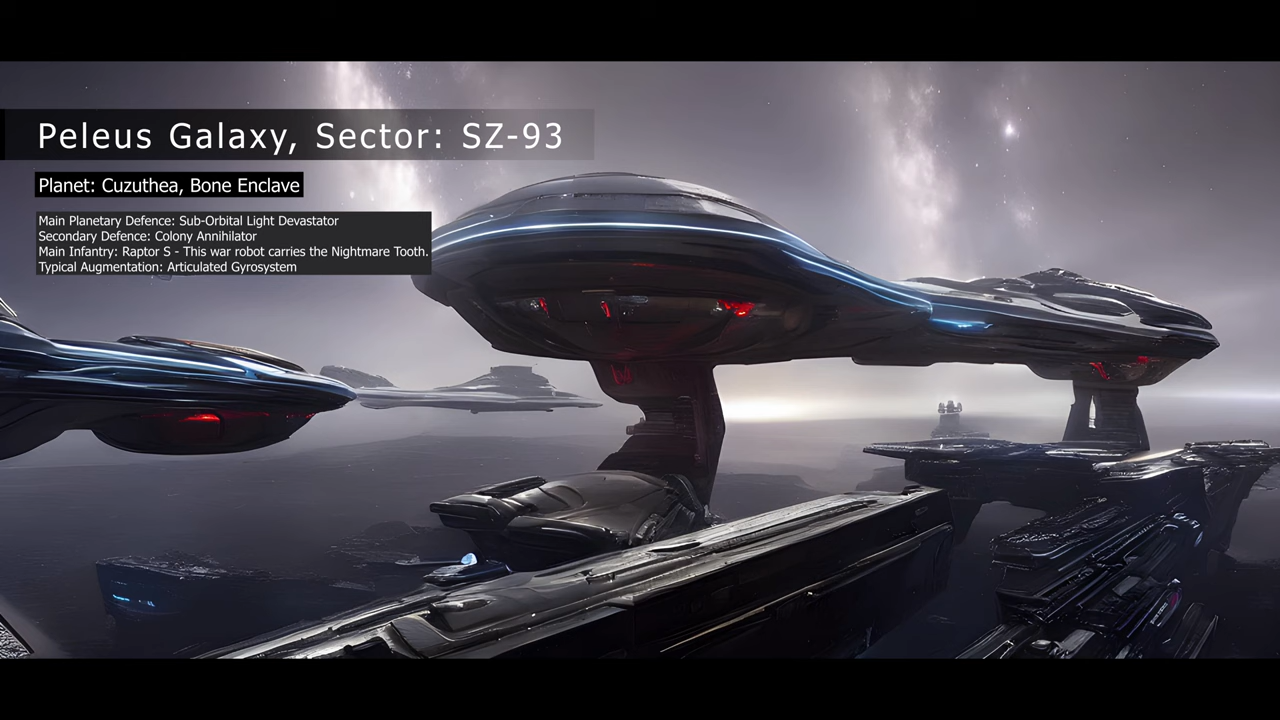 Peleus Galaxy, Sector: SZ-93
Planet: Cuzuthea, Bone Enclave
Main Planetary Defence: Sub-Orbital Light Devastator
Secondary Defence: Colony Annihilator
Main Infantry: Raptor S - This war robot carries the Nightmare Tooth.
Typical Augmentation: Articulated Gyrosystem